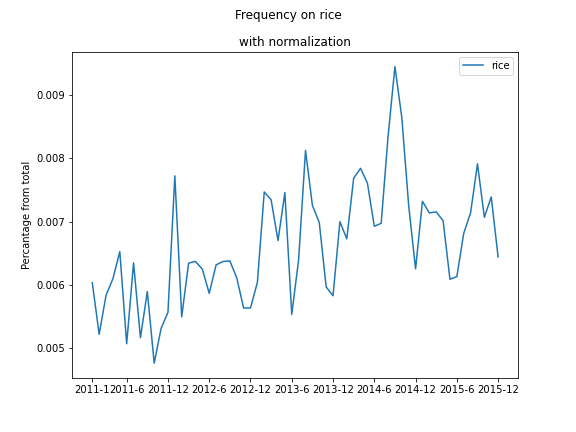 Frequency on rice
with normalization
rice
Percantage from total
0.009
0.008
0.007
0.006
0.005
2011-12 2011-6 2011-12 2012-6 2012-12 2013-6 2013-12 2014-6 2014-12 2015-6 2015-12